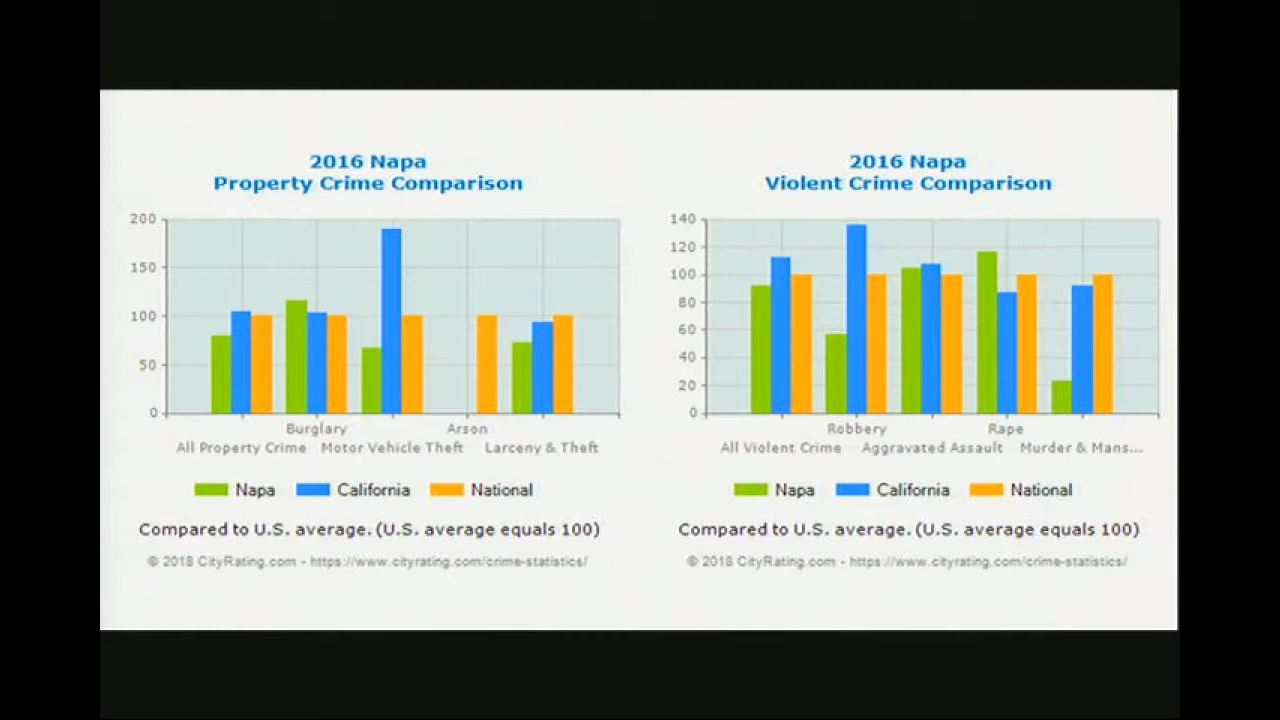 2016 Napa
Property Crime Comparison
200
150
100
50
0
Burglary
Arson
All Property Crime
Motor Vehicle Theft
Larceny & Theft
Napa
California
National
Compared to U.S. average. (U.S. average equals 100)
© 2018 CityRating.com - https://www.cityrating.com/crime-statistics/
2016 Napa
Violent Crime Comparison
140
120
100
80
60
40
20
0
Robbery
Rape
All Violent Crime
Aggravated Assault
Murder & Mans...
Napa
California
National
Compared to U.S. average. (U.S. average equals 100)
© 2018 CityRating.com - https://www.cityrating.com/crime-statistics/